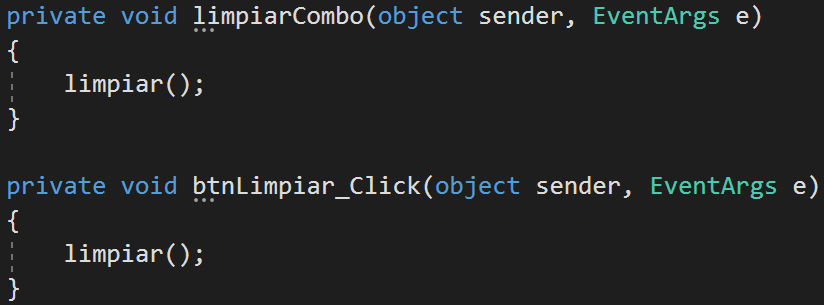 private void limpiarCombo(object sender, EventArgs e)
{
    limpiar();
}

private void btnLimpiar_Click(object sender, EventArgs e)
{
    limpiar();
}